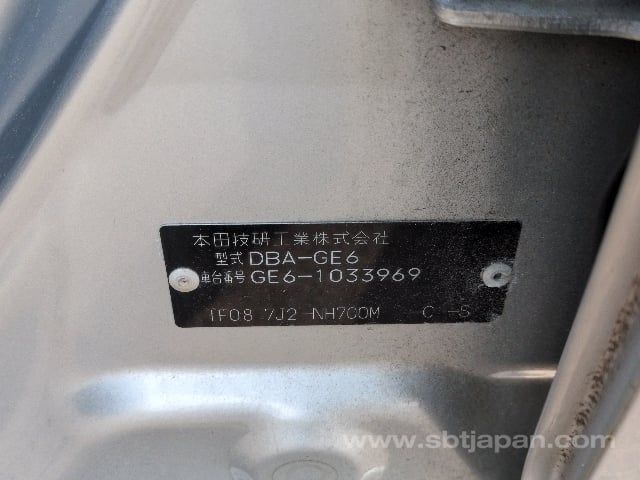 本田技研工業株式会社
型式 DBA-GE6
車台番号 GE6-1033969
TF08 7J2 NH700M C -S
www.sbtjapan.com